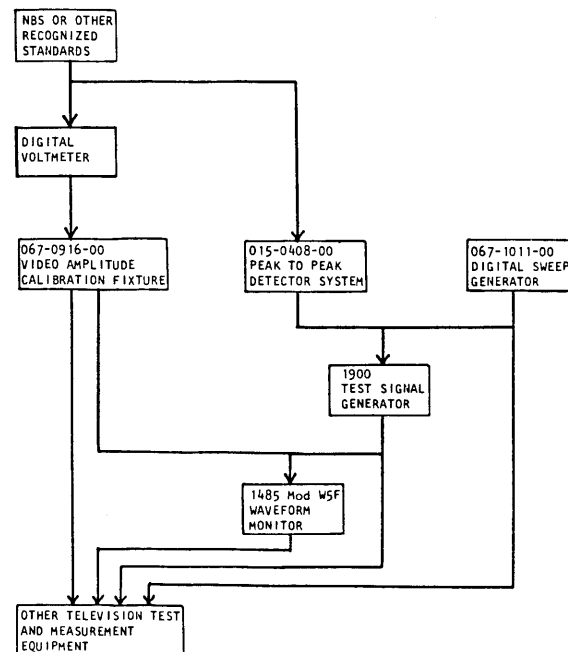 NBS OR OTHER
RECOGNIZED
STANDARDS
DIGITAL
VOLTMETER
067-0916-00
VIDEO AMPLITUDE
CALIBRATION FIXTURE
015-0408-00
PEAK TO PEAK
DETECTOR SYSTEM
067-1011-00
DIGITAL SWEEP
GENERATOR
1900
TEST SIGNAL
GENERATOR
1485 Mod W5F
WAVEFORM
MONITOR
OTHER TELEVISION TEST
AND MEASUREMENT
EQUIPMENT